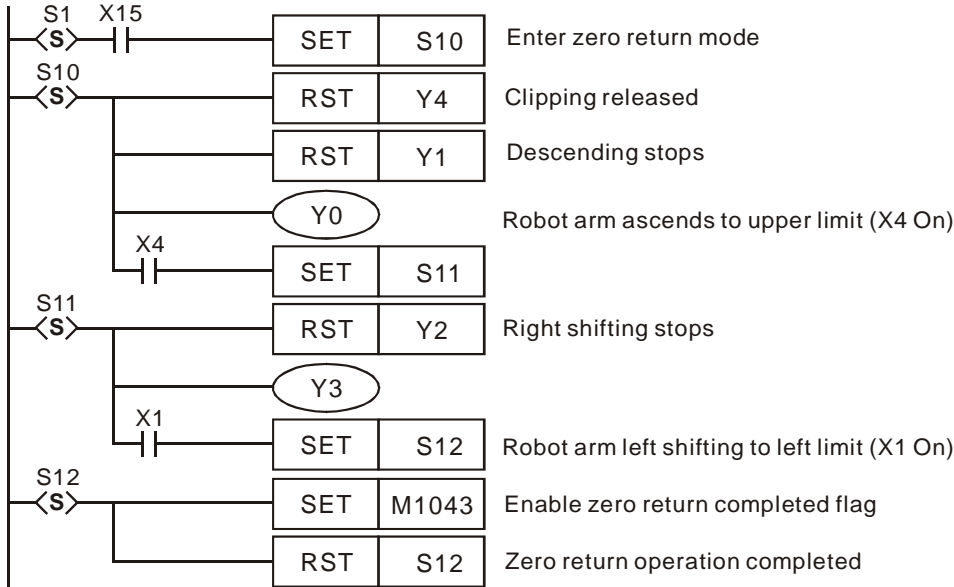 S1 X15
S SET S10 Enter zero return mode
S10
S RST Y4 Clipping released
RST Y1 Descending stops
Y0 Robot arm ascends to upper limit (X4 On)
X4
SET S11
S11
S RST Y2 Right shifting stops
Y3
X1
SET S12 Robot arm left shifting to left limit (X1 On)
S12
S SET M1043 Enable zero return completed flag
RST S12 Zero return operation completed